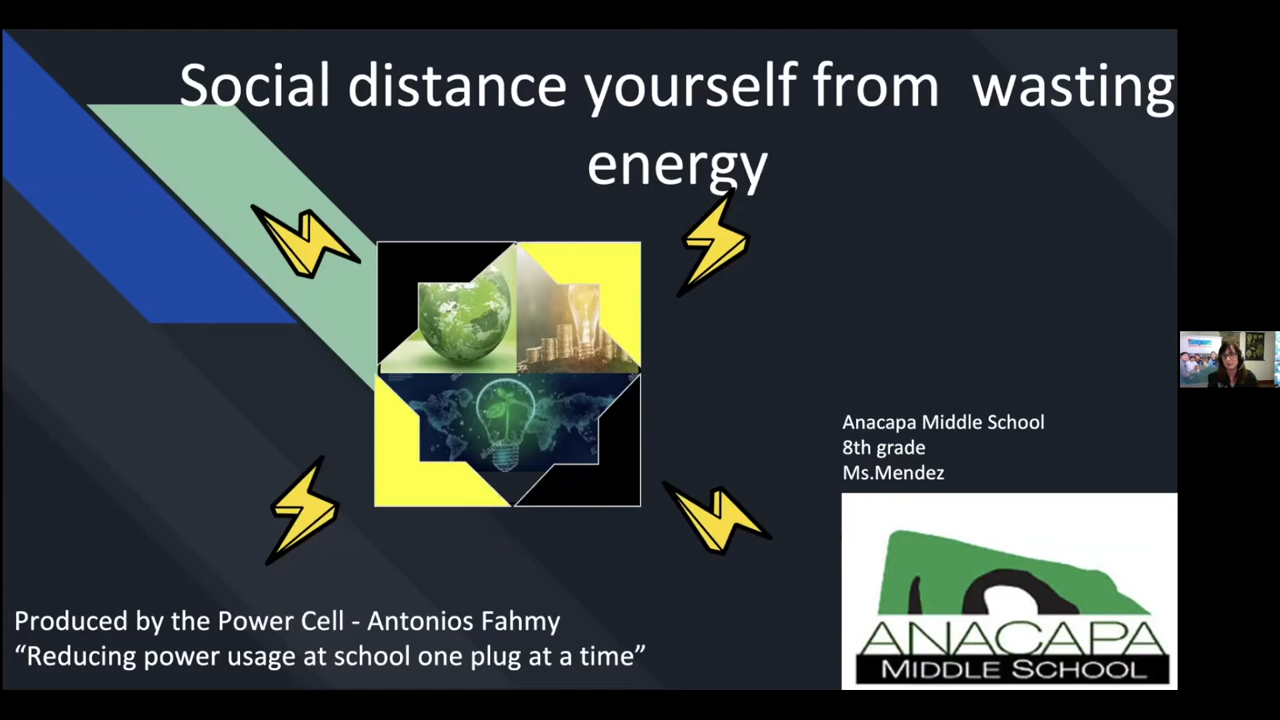 Social distance yourself from  wasting
energy
Anacapa Middle School
8th grade
Ms.Mendez
ANACAPA
MIDDLE SCHOOL
Produced by the Power Cell - Antonios Fahmy
“Reducing power usage at school one plug at a time”